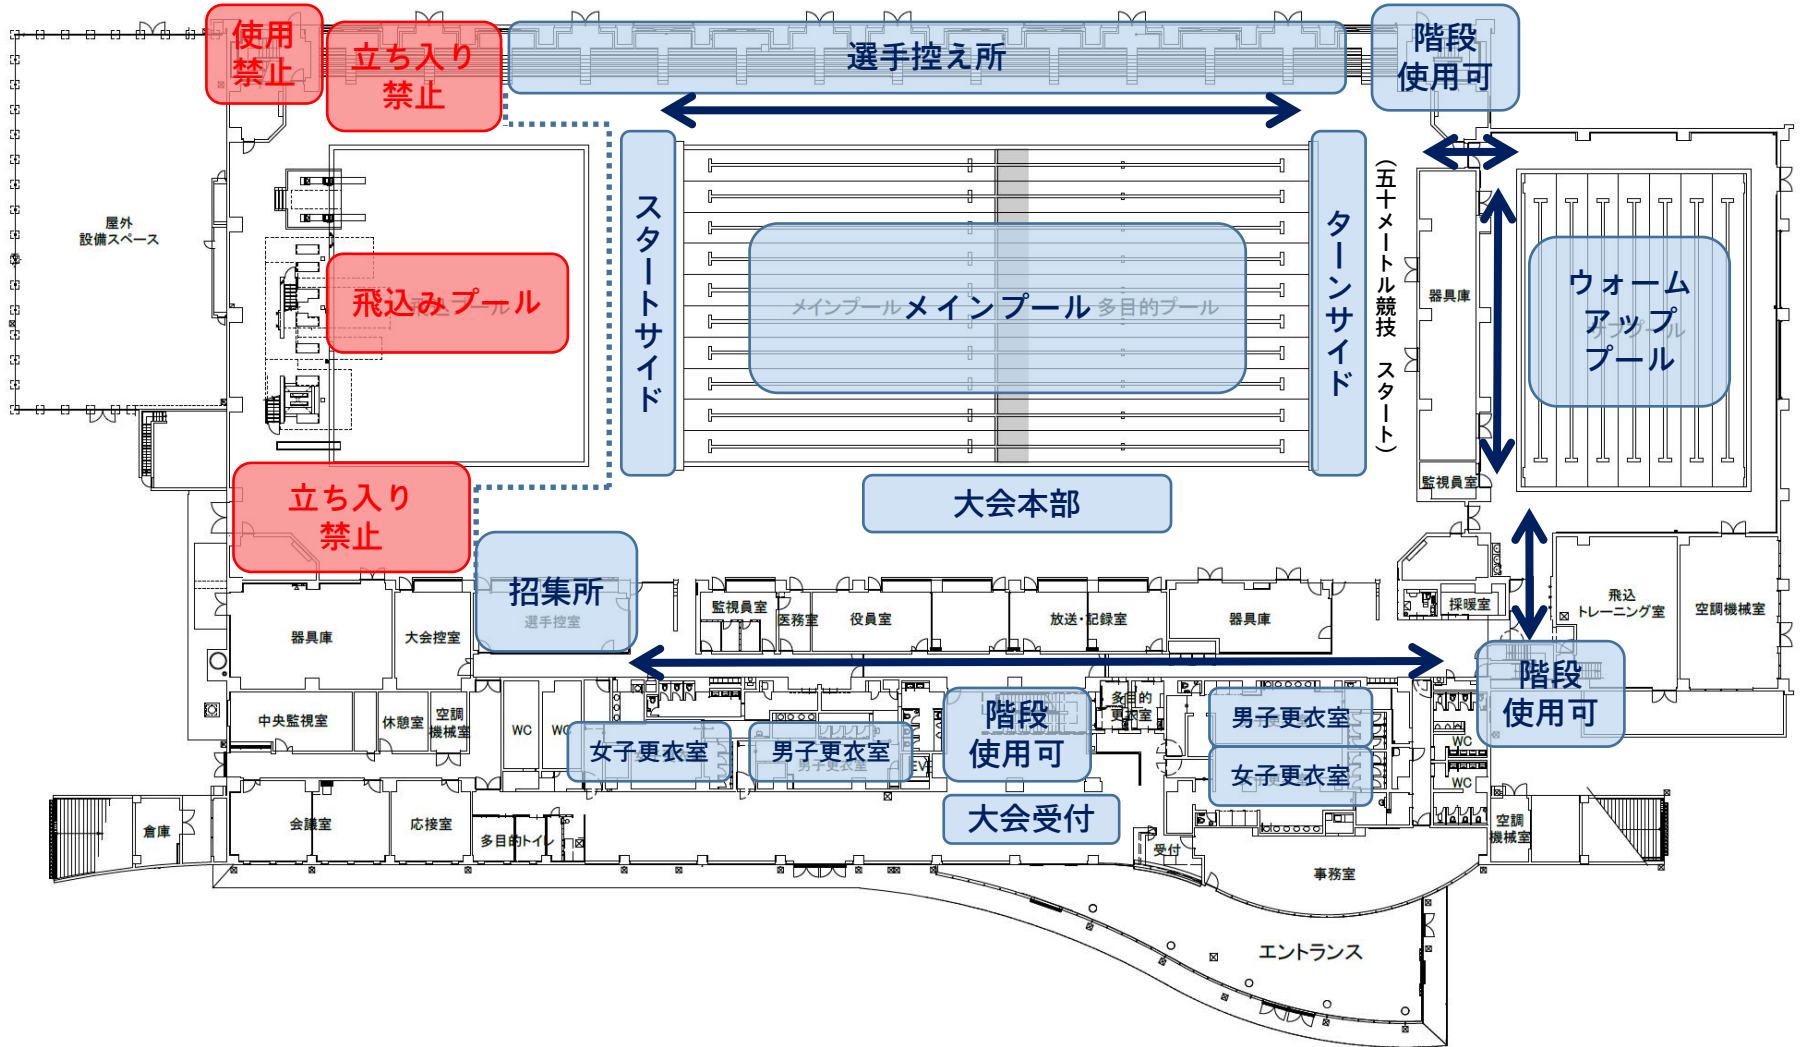 使用
禁止
立ち入り
禁止
選手控え所
階段
使用可
屋外
設備スペース
飛込みプール
スタートサイド
メインプール
メインプール
多目的プール
ターンサイド
（五十メートル競技　スタート）
器具庫
監視員室
ウォーム
アップ
プール
サブプール
立ち入り
禁止
大会本部
招集所
選手控室
器具庫
大会控室
監視員室
医務室
役員室
放送・記録室
器具庫
採暖室
飛込
トレーニング室
空調機械室
中央監視室
休憩室
空調
機械室
WC
WC
女子更衣室
男子更衣室
男子更衣室
EV
階段
使用可
多目的
更衣室
男子更衣室
女子更衣室
WC
WC
階段
使用可
大会受付
倉庫
会議室
応接室
多目的トイレ
受付
事務室
空調
機械室
エントランス